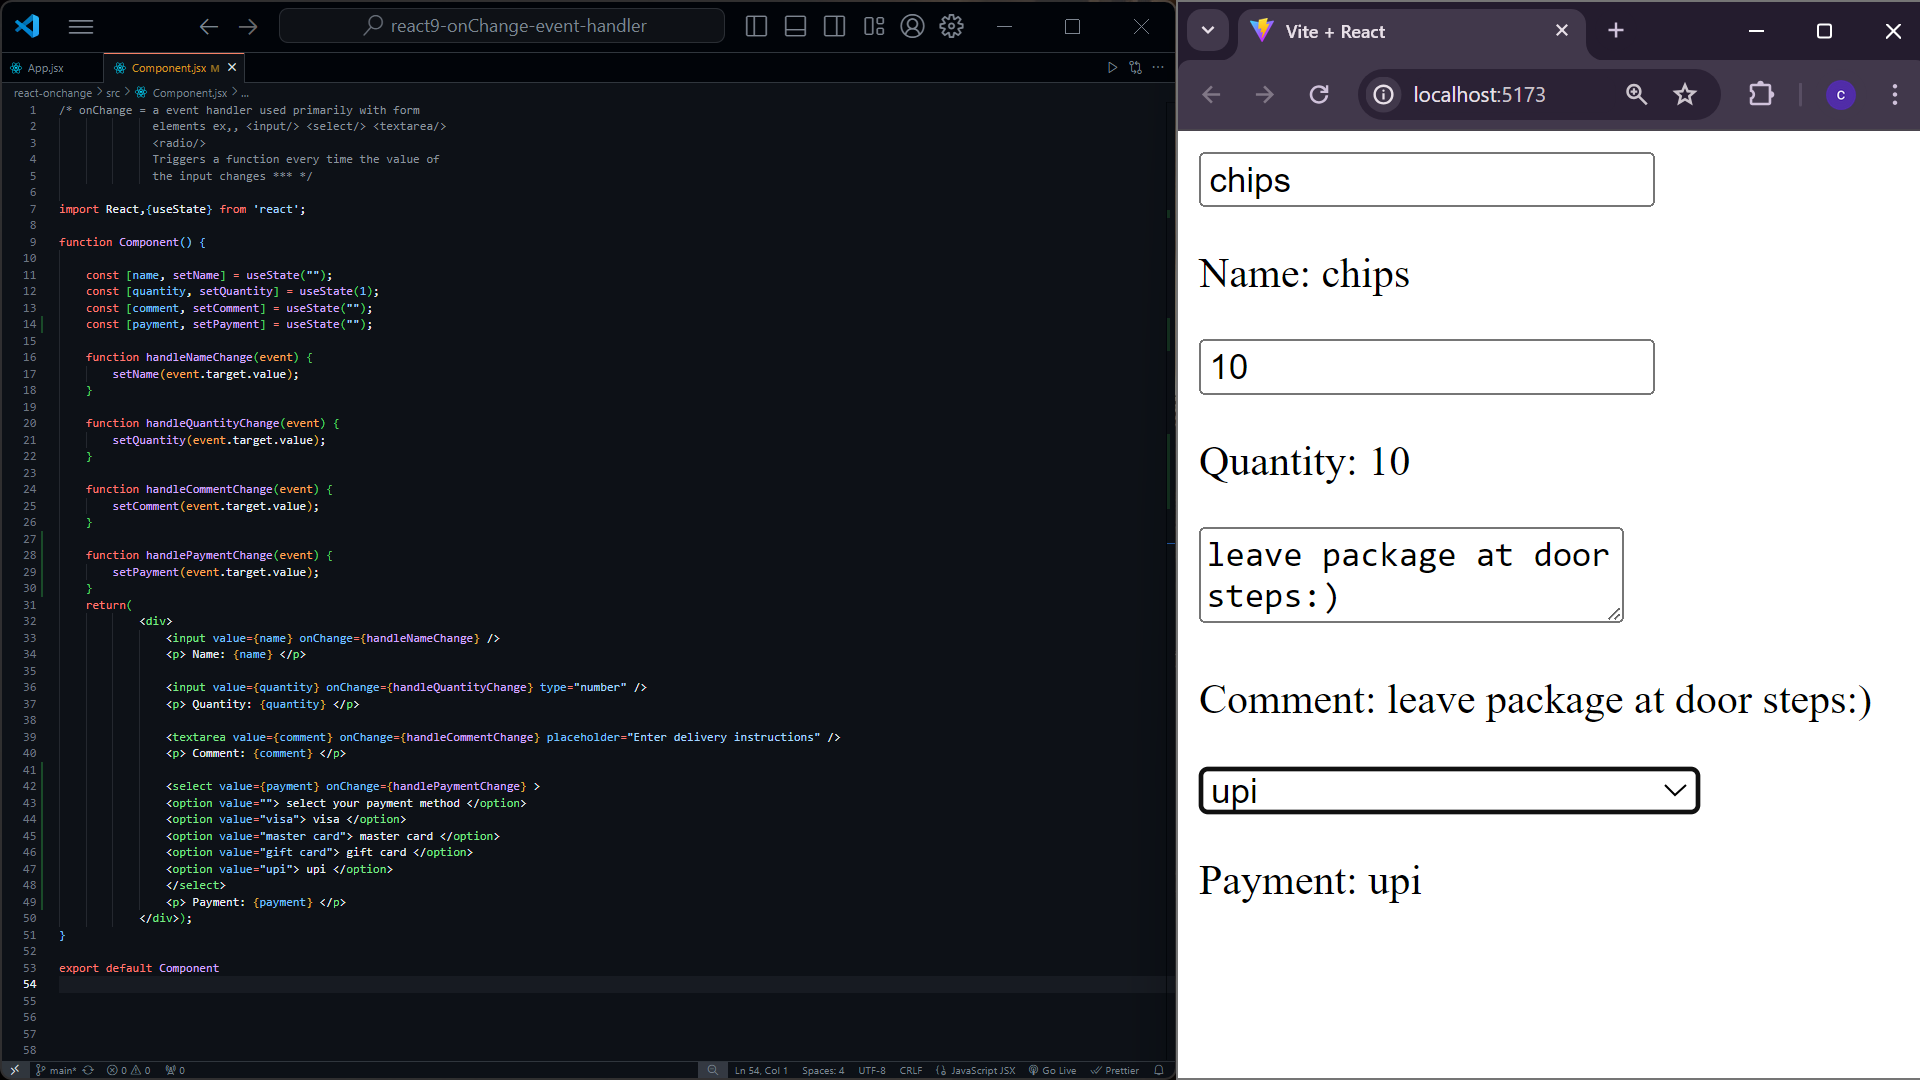 react9-onChange-event-handler
App.jsx
Component.jsx M
react-onchange > src > Component.jsx > ...
1 /* onChange = a event handler used primarily with form
2 elements ex,, <input/> <select/> <textarea/>
3 <radio/>
4 Triggers a function every time the value of
5 the input changes *** */
6
7 import React,{useState} from 'react';
8
9 function Component() {
10
11 const [name, setName] = useState("");
12 const [quantity, setQuantity] = useState(1);
13 const [comment, setComment] = useState("");
14 const [payment, setPayment] = useState("");
15
16 function handleNameChange(event) {
17 setName(event.target.value);
18 }
19
20 function handleQuantityChange(event) {
21 setQuantity(event.target.value);
22 }
23
24 function handleCommentChange(event) {
25 setComment(event.target.value);
26 }
27
28 function handlePaymentChange(event) {
29 setPayment(event.target.value);
30 }
31 return(
32 <div>
33 <input value={name} onChange={handleNameChange} />
34 <p> Name: {name} </p>
35
36 <input value={quantity} onChange={handleQuantityChange} type="number" />
37 <p> Quantity: {quantity} </p>
38
39 <textarea value={comment} onChange={handleCommentChange} placeholder="Enter delivery instructions" />
40 <p> Comment: {comment} </p>
41
42 <select value={payment} onChange={handlePaymentChange} >
43 <option value=""> select your payment method </option>
44 <option value="visa"> visa </option>
45 <option value="master card"> master card </option>
46 <option value="gift card"> gift card </option>
47 <option value="upi"> upi </option>
48 </select>
49 <p> Payment: {payment} </p>
50 </div>);
51 }
52
53 export default Component
54
55
56
57
58
main* 0 0 0 Ln 54, Col 1 Spaces: 4 UTF-8 CRLF {} JavaScript JSX Go Live Prettier
Vite + React
localhost:5173
c
chips
Name: chips
10
Quantity: 10
leave package at door
steps:)
Comment: leave package at door steps:)
upi
Payment: upi